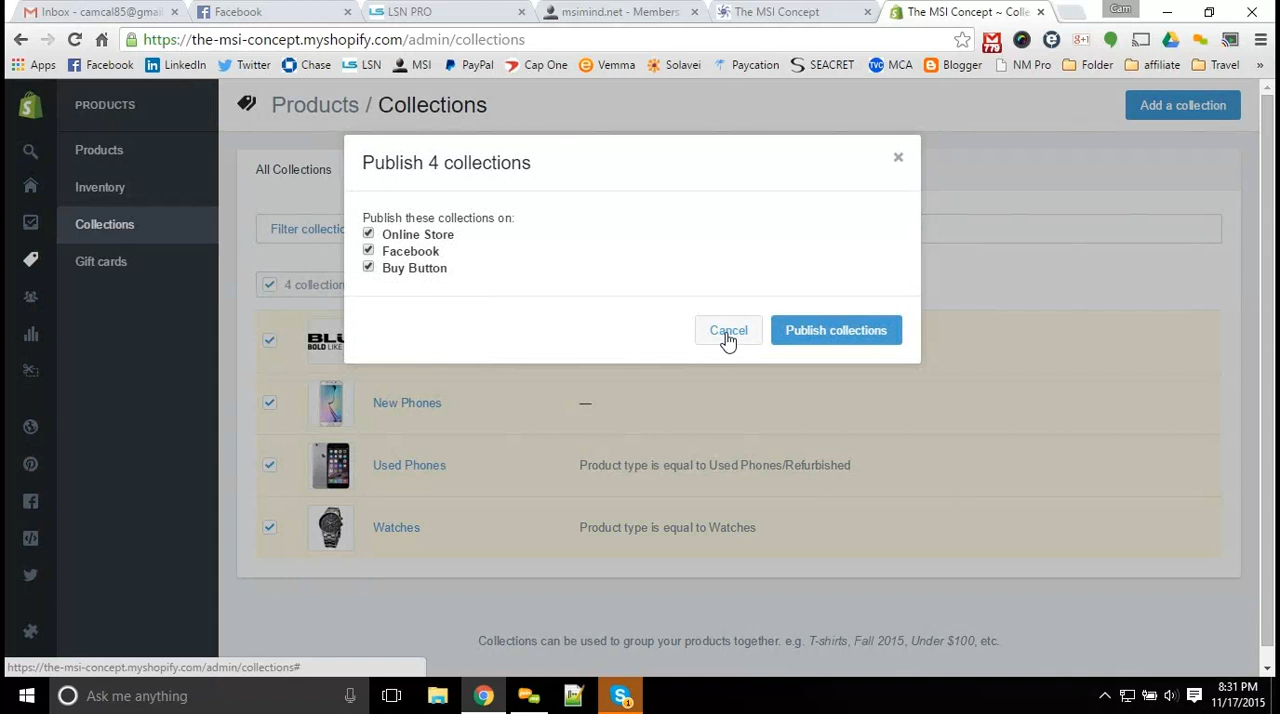 Inbox - camcal85@gmai
Facebook
LSN PRO
msimind.net - Members
The MSI Concept
The MSI Concept ~ Colle
Cam
https://the-msi-concept.myshopify.com/admin/collections
Apps
Facebook
LinkedIn
Twitter
Chase
LSN
MSI
PayPal
Cap One
Vemma
Solavei
Paycation
SEACRET
MCA
Blogger
NM Pro
Folder
affiliate
Travel
»
PRODUCTS
Products
Inventory
Collections
Gift cards
Products / Collections
Add a collection
All Collections
Filter collectio
4 collection
Publish 4 collections
Publish these collections on:
Online Store
Facebook
Buy Button
Cancel
Publish collections
BLU
BOLD LIKE
New Phones
—
Used Phones
Product type is equal to Used Phones/Refurbished
Watches
Product type is equal to Watches
Collections can be used to group your products together. e.g. T-shirts, Fall 2015, Under $100, etc.
https://the-msi-concept.myshopify.com/admin/collections#
Ask me anything
8:31 PM
11/17/2015